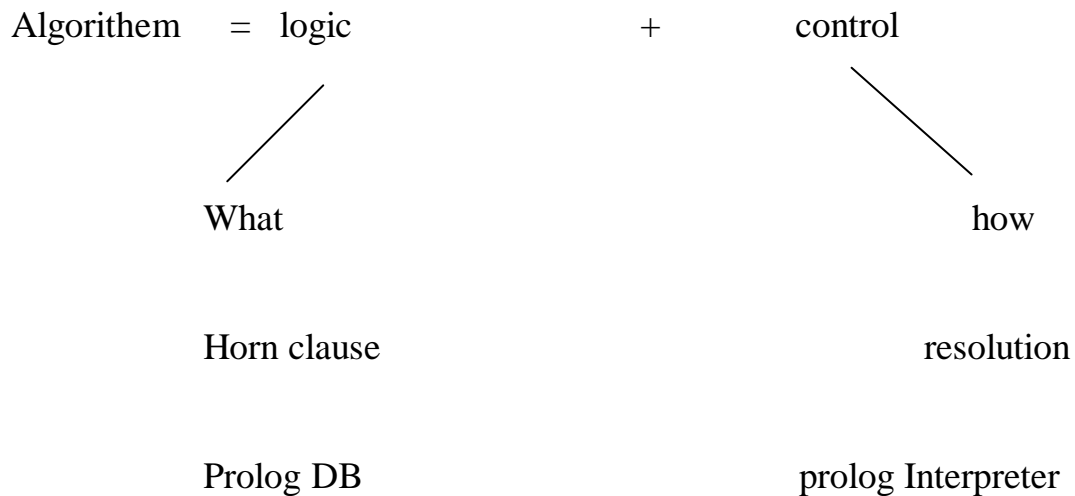 Algorithem = logic + control
What how
Horn clause resolution
Prolog DB prolog Interpreter